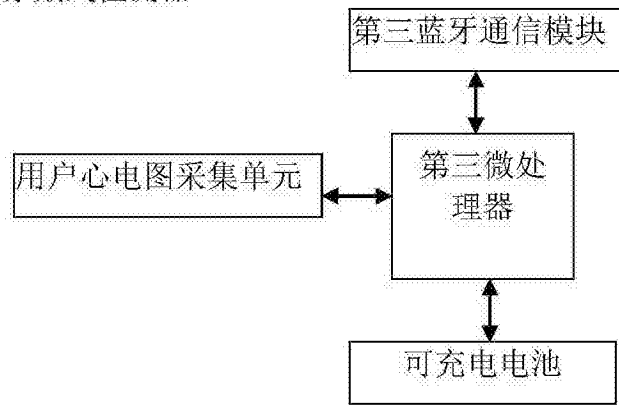 第三蓝牙通信模块
用户心电图采集单元
第三微处
理器
可充电电池